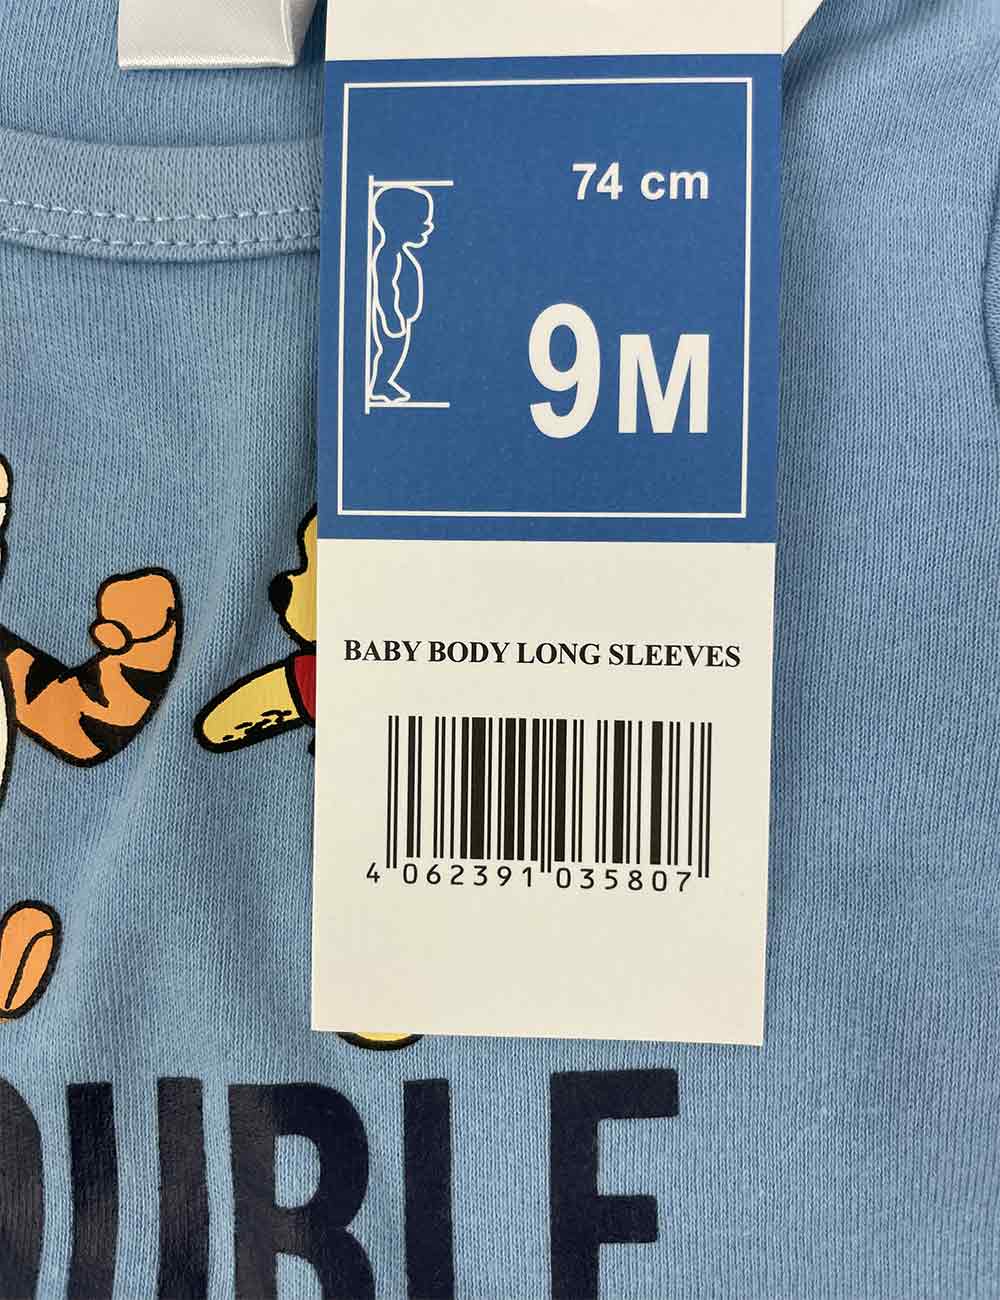 74 cm
9M
BABY BODY LONG SLEEVES
4 062391 035807